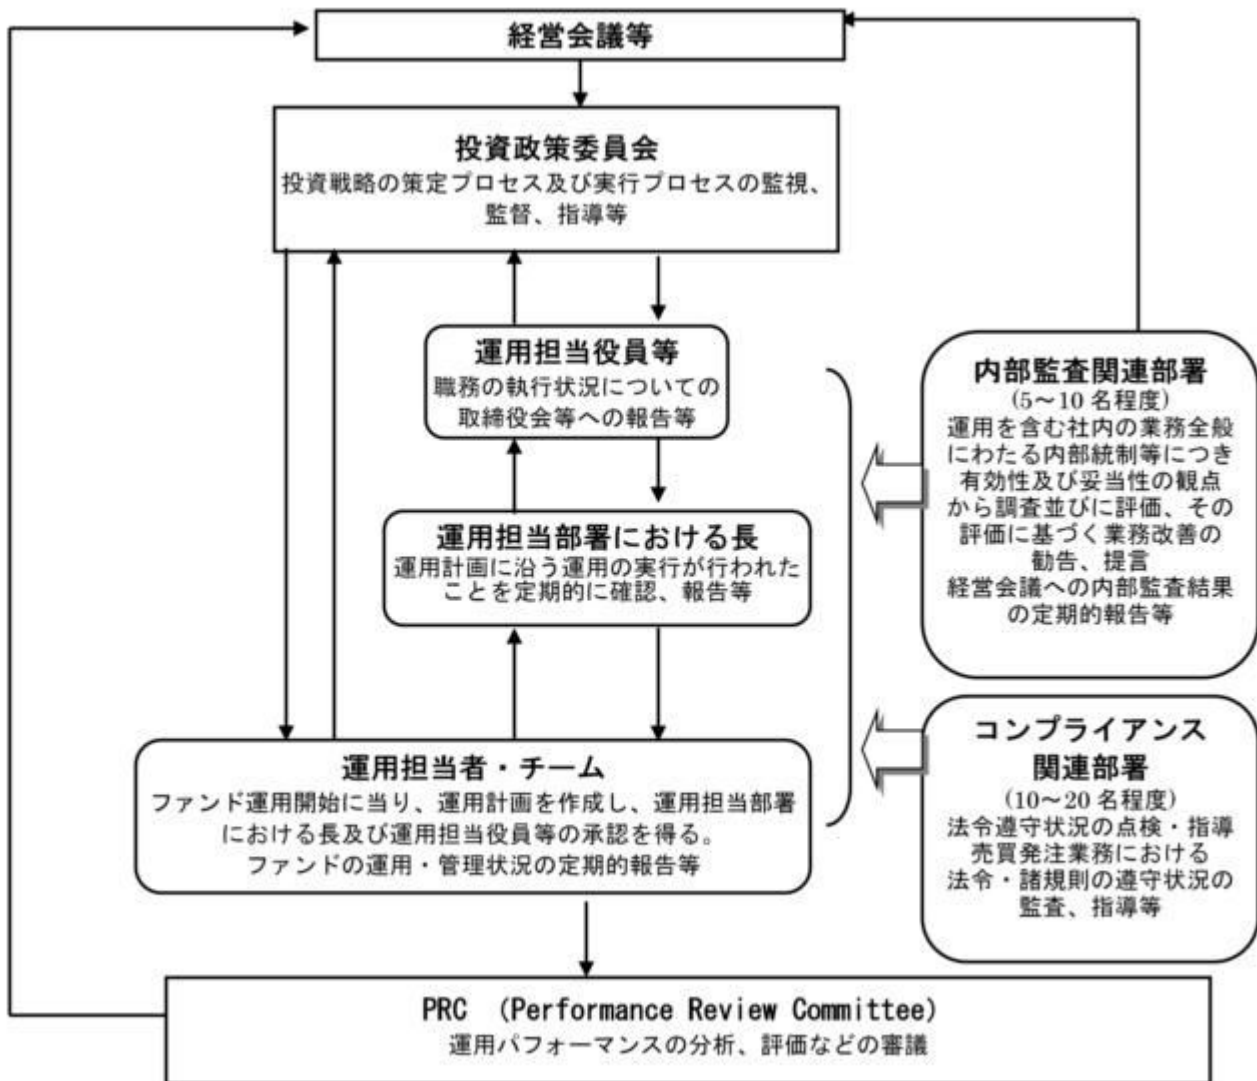 経営会議等
投資政策委員会
投資戦略の策定プロセス及び実行プロセスの監視、
監督、指導等
運用担当役員等
職務の執行状況についての
取締役会等への報告等
運用担当部署における長
運用計画に沿う運用の実行が行われた
ことを定期的に確認、報告等
運用担当者・チーム
ファンド運用開始に当り、運用計画を作成し、運用担当部署
における長及び運用担当役員等の承認を得る。
ファンドの運用・管理状況の定期的報告等
内部監査関連部署
(5～10 名程度)
運用を含む社内の業務全般
にわたる内部統制等につき
有効性及び妥当性の観点
から調査並びに評価、その
評価に基づく業務改善の
勧告、提言
経営会議への内部監査結果
の定期的報告等
コンプライアンス
関連部署
(10～20 名程度)
法令遵守状況の点検・指導
売買発注業務における
法令・諸規則の遵守状況の
監査、指導等
PRC (Performance Review Committee)
運用パフォーマンスの分析、評価などの審議